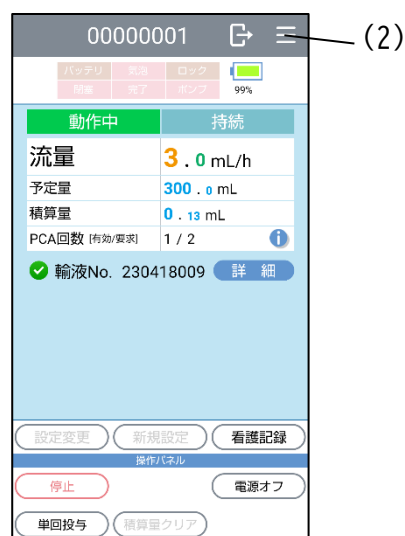 00000001
(2)
バッテリ 気泡 ロック
閉塞 完了 ポンプ 99%
動作中 持続
流量 3.0 mL/h
予定量 300.0 mL
積算量 0.13 mL
PCA回数 [有効/要求] 1 / 2
輸液No. 230418009 詳 細
設定変更 新規設定 看護記録
操作パネル
停止 電源オフ
単回投与 積算量クリア